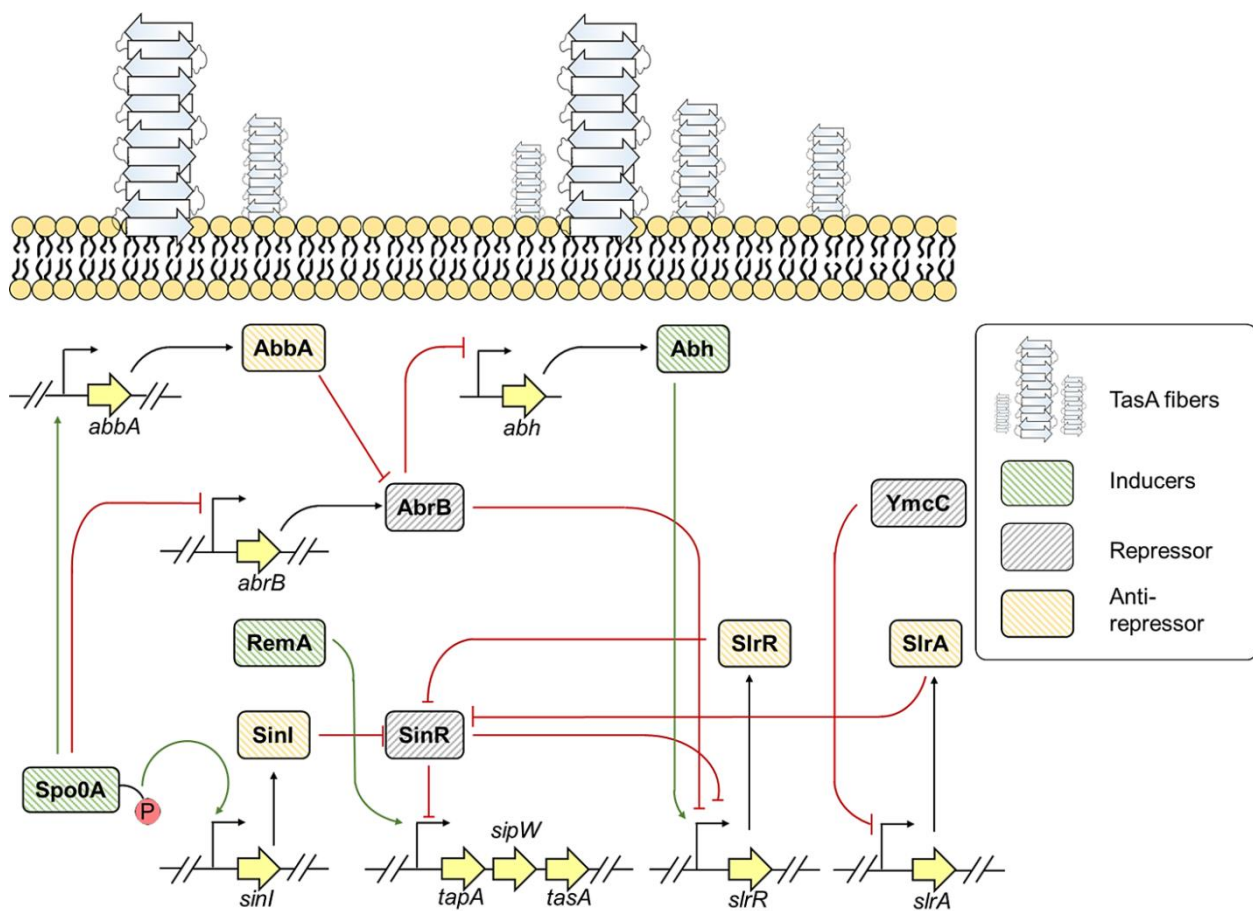 AbbA
Abh
abbA
abh
TasA fibers
AbrB
YmcC
Inducers
abrB
Repressor
RemA
SlrR
SlrA
Anti-
repressor
SinI
SinR
Spo0A
P
sipW
sinI
tapA
tasA
slrR
slrA